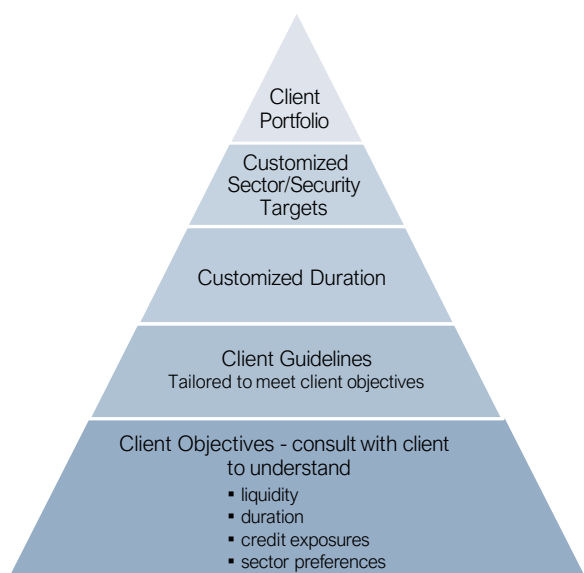 Client
Portfolio
Customized
Sector/Security
Targets
Customized Duration
Client Guidelines
Tailored to meet client objectives
Client Objectives - consult with client
to understand
▪ liquidity
▪ duration
▪ credit exposures
▪ sector preferences